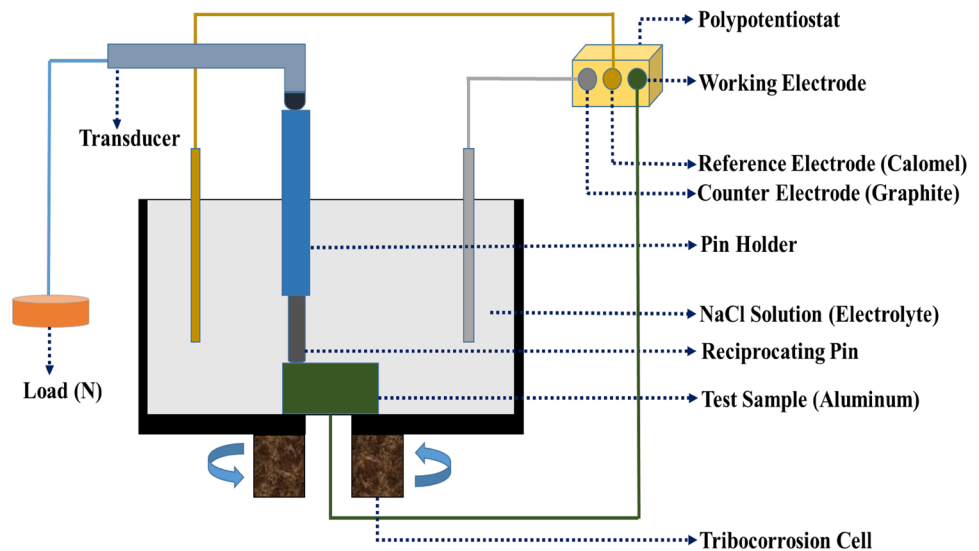 Polypotentiostat
Working Electrode
Transducer
Reference Electrode (Calomel)
Counter Electrode (Graphite)
Pin Holder
NaCl Solution (Electrolyte)
Reciprocating Pin
Load (N)
Test Sample (Aluminum)
Tribocorrosion Cell